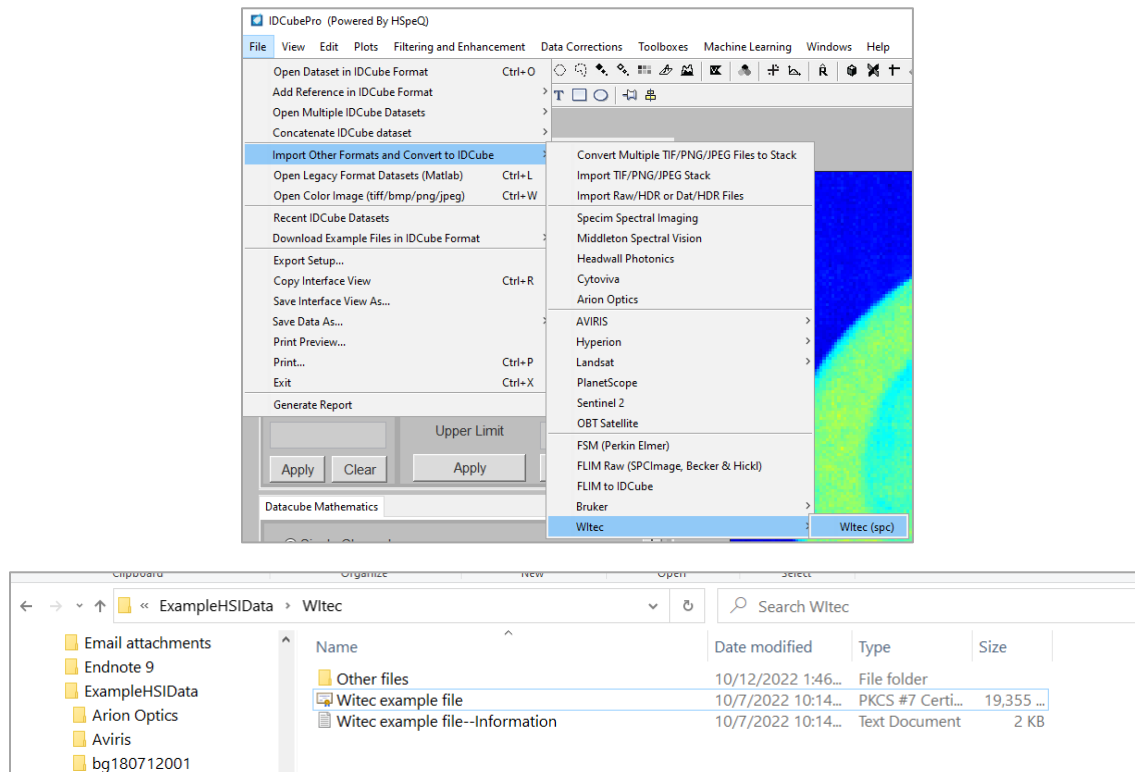 IDCubePro (Powered By HSpeQ)
File View Edit Plots Filtering and Enhancement Data Corrections Toolboxes Machine Learning Windows Help
Open Dataset in IDCube Format Ctrl+O
Add Reference in IDCube Format
Open Multiple IDCube Datasets
Concatenate IDCube dataset
Import Other Formats and Convert to IDCube
Open Legacy Format Datasets (Matlab) Ctrl+L
Open Color Image (tiff/bmp/png/jpeg) Ctrl+W
Recent IDCube Datasets
Download Example Files in IDCube Format
Export Setup...
Copy Interface View Ctrl+R
Save Interface View As...
Save Data As...
Print Preview...
Print... Ctrl+P
Exit Ctrl+X
Generate Report
Convert Multiple TIF/PNG/JPEG Files to Stack
Import TIF/PNG/JPEG Stack
Import Raw/HDR or Dat/HDR Files
Specim Spectral Imaging
Middleton Spectral Vision
Headwall Photonics
Cytoviva
Arion Optics
AVIRIS
Hyperion
Landsat
PlanetScope
Sentinel 2
OBT Satellite
FSM (Perkin Elmer)
FLIM Raw (SPCImage, Becker & Hickl)
FLIM to IDCube
Bruker
WItec
WItec (spc)
Upper Limit
Apply Clear Apply
Datacube Mathematics
Clipboard Organize New Open Select
« ExampleHSIData › WItec
Search WItec
Email attachments
Endnote 9
ExampleHSIData
Arion Optics
Aviris
bg180712001
Name Date modified Type Size
Other files 10/12/2022 1:46... File folder
Witec example file 10/7/2022 10:14... PKCS #7 Certi... 19,355 ...
Witec example file--Information 10/7/2022 10:14... Text Document 2 KB